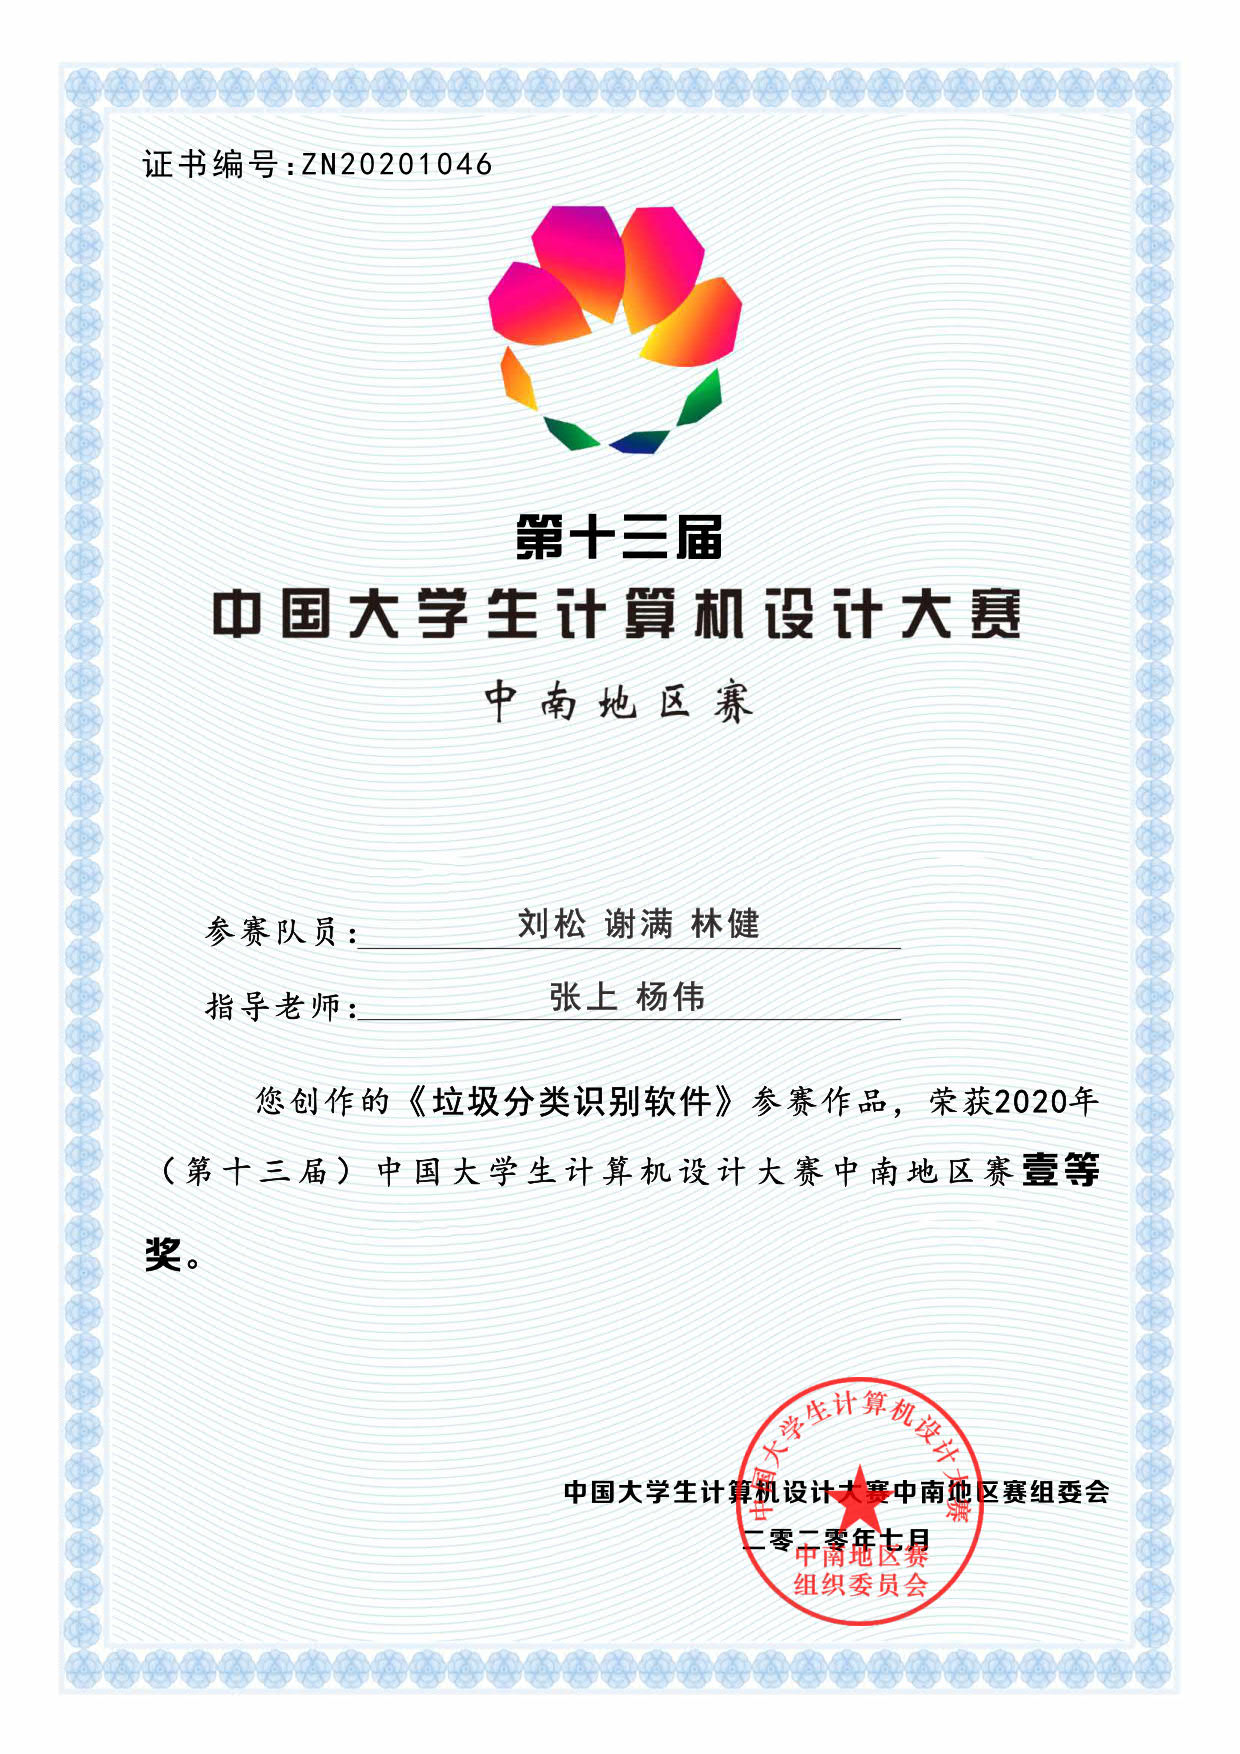 证书编号:ZN20201046
第十三届
中国大学生计算机设计大赛
中南地区赛
参赛队员: 刘松 谢满 林健
指导老师: 张上 杨伟
您创作的《垃圾分类识别软件》参赛作品，荣获2020年
（第十三届）中国大学生计算机设计大赛中南地区赛壹等
奖。
中国大学生计算机设计大赛中南地区赛组委会
二零二零年七月
中国大学生计算机设计大赛
中南地区赛
组织委员会